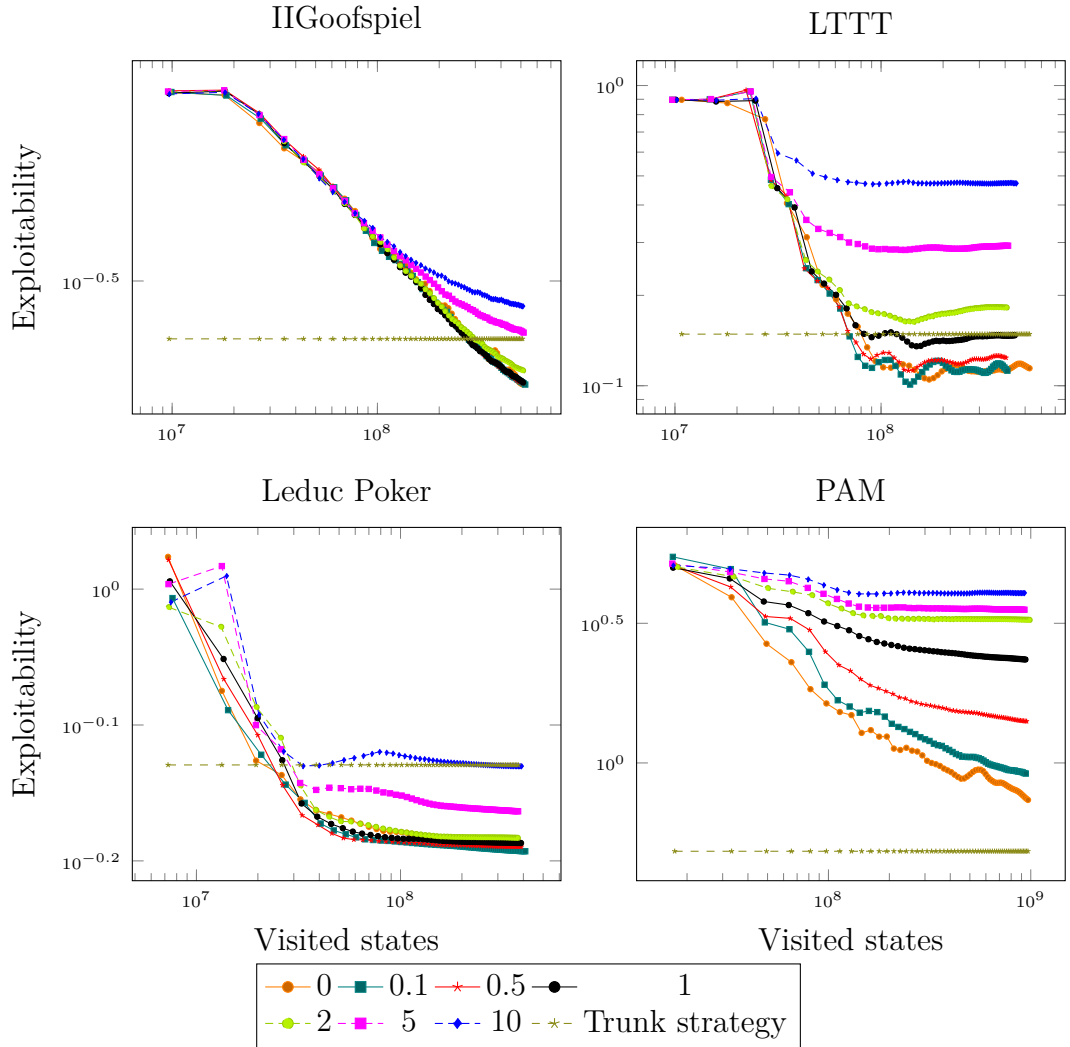 IIGoofspiel
LTTT
Exploitability
10^−0.5
10^7
10^8
10^0
10^−1
10^7
10^8
Leduc Poker
PAM
Exploitability
10^0
10^−0.1
10^−0.2
10^7
10^8
10^0.5
10^0
10^8
10^9
Visited states
Visited states
0 0.1 0.5 1
2 5 10 Trunk strategy